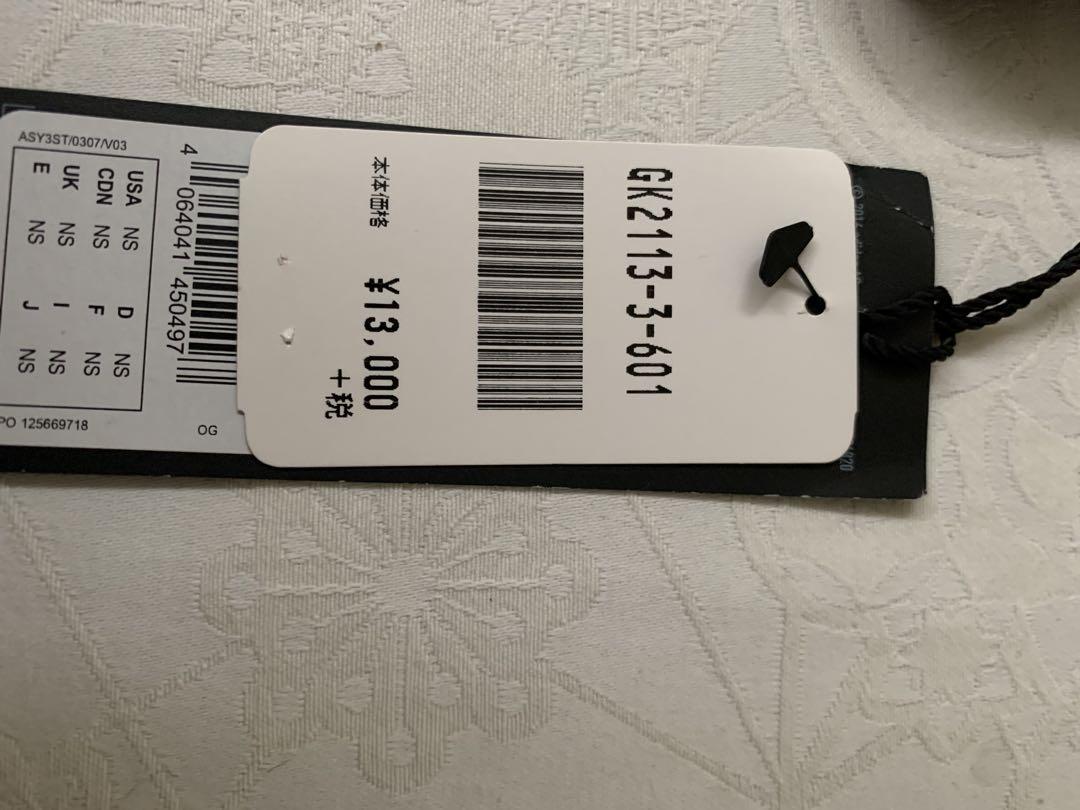 GK2113-3-601
本体価格
¥13,000
+税
ASY3ST/0307/V03
USA NS D NS
CDN NS F NS
UK NS I NS
E NS J NS
4 064041 450497
PO 125669718
OG